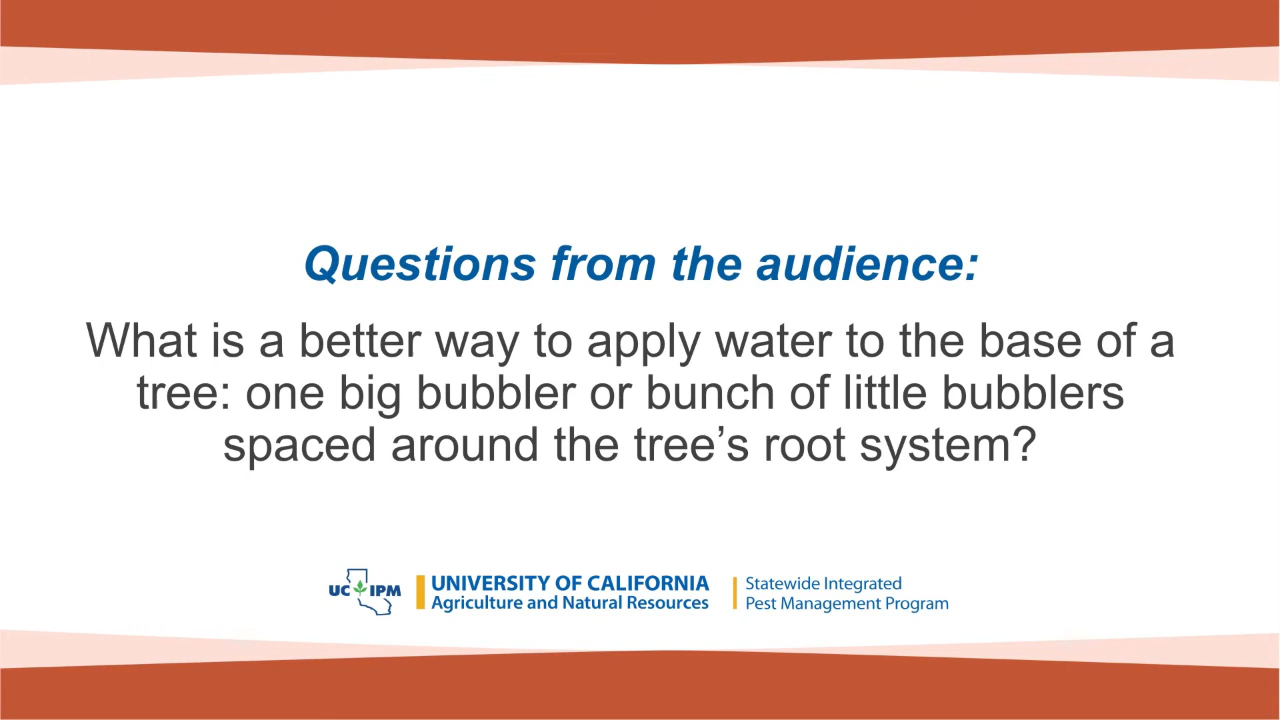 Questions from the audience:
What is a better way to apply water to the base of a
tree: one big bubbler or bunch of little bubblers
spaced around the tree’s root system?
UC IPM
UNIVERSITY OF CALIFORNIA
Agriculture and Natural Resources
Statewide Integrated
Pest Management Program